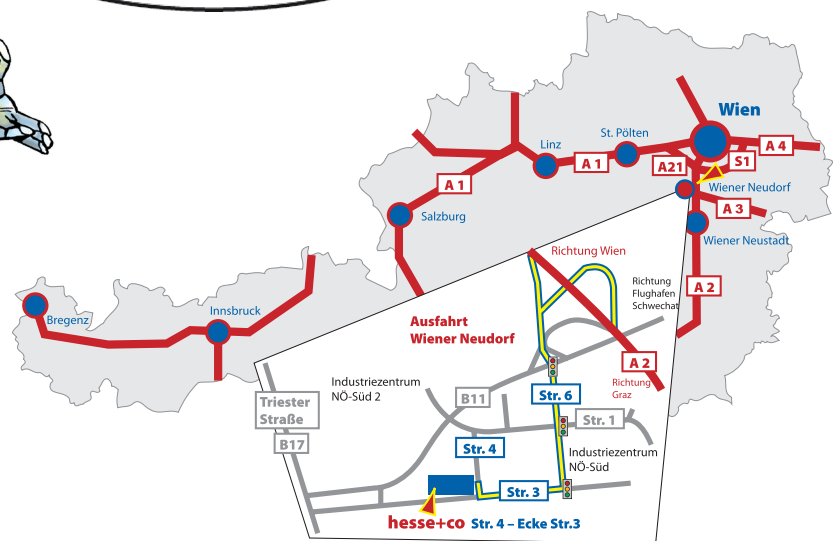 Wien
St. Pölten
Linz
A 4
A 1
A21
S1
A 1
Wiener Neudorf
A 3
Salzburg
Wiener Neustadt
Richtung Wien
Richtung
Flughafen
Schwechat
A 2
Innsbruck
Bregenz
Ausfahrt
Wiener Neudorf
A 2
Richtung
Graz
Industriezentrum
NÖ-Süd 2
B11
Str. 6
Triester
Straße
Str. 1
B17
Str. 4
Industriezentrum
NÖ-Süd
Str. 3
hesse+co Str. 4 – Ecke Str.3